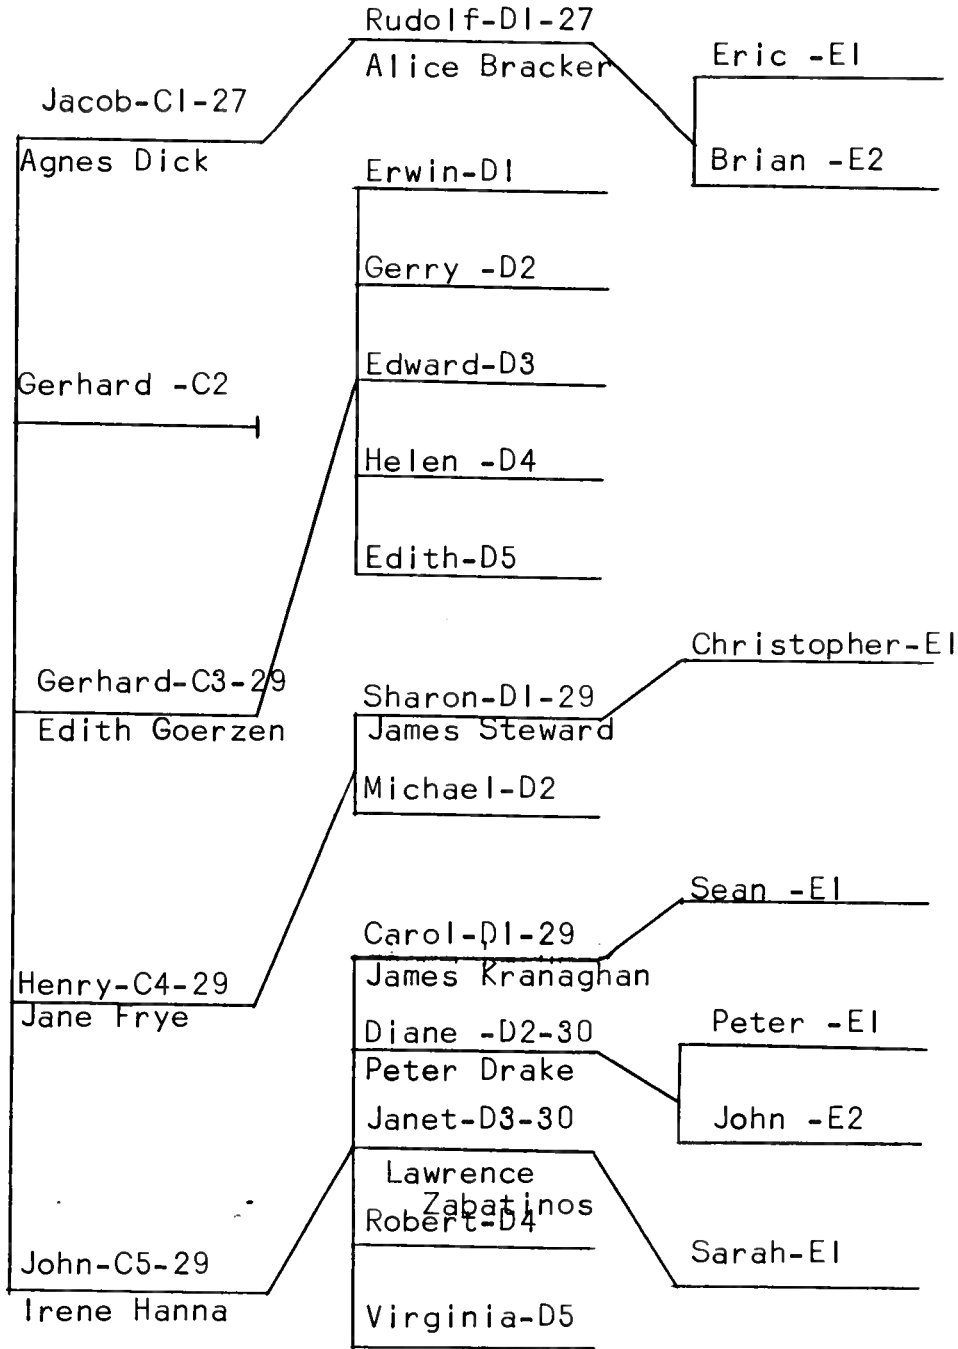 Rudolf-D1-27
Alice Bracker
Eric -E1
Jacob-C1-27
Agnes Dick
Brian -E2
Erwin-D1
Gerry -D2
Edward-D3
Gerhard -C2
Helen -D4
Edith-D5
Christopher-E1
Gerhard-C3-29
Edith Goerzen
Sharon-D1-29
James Steward
Michael-D2
Sean -E1
Carol-D1-29
James Kranaghan
Henry-C4-29
Jane Frye
Diane -D2-30
Peter Drake
Peter -E1
Janet-D3-30
John -E2
Lawrence
Zabatinos
Robert-D4
Sarah-E1
John-C5-29
Irene Hanna
Virginia-D5